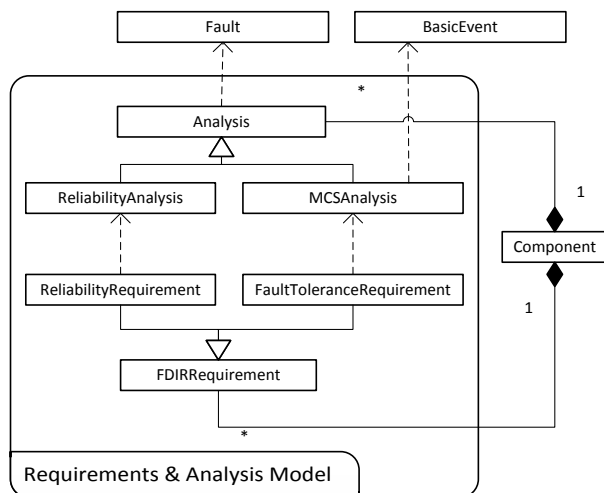 Fault
BasicEvent
*
Analysis
ReliabilityAnalysis
MCSAnalysis
1
Component
ReliabilityRequirement
FaultToleranceRequirement
1
FDIRRequirement
*
Requirements & Analysis Model